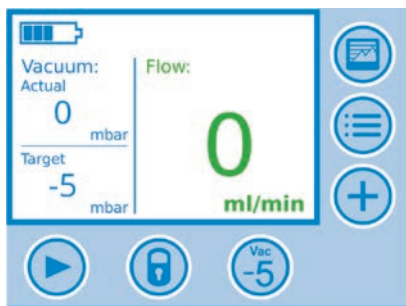 Vacuum:
Actual
0
mbar
Target
-5
mbar
Flow:
0
ml/min
Vac
-5